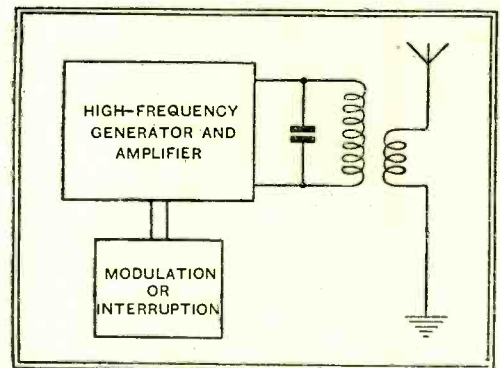 HIGH-FREQUENCY
GENERATOR AND
AMPLIFIER
MODULATION
OR
INTERRUPTION